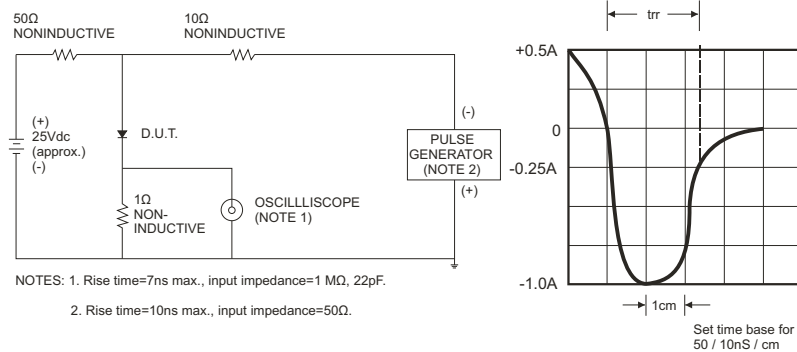 50Ω
NONINDUCTIVE
10Ω
NONINDUCTIVE
(+)
25Vdc
(approx.)
(-)
D.U.T.
1Ω
NON-
INDUCTIVE
OSCILLLISCOPE
(NOTE 1)
(-)
PULSE
GENERATOR
(NOTE 2)
(+)
NOTES: 1. Rise time=7ns max., input impedance=1 MΩ, 22pF.
2. Rise time=10ns max., input impedance=50Ω.
trr
+0.5A
0
-0.25A
-1.0A
1cm
Set time base for
50 / 10nS / cm